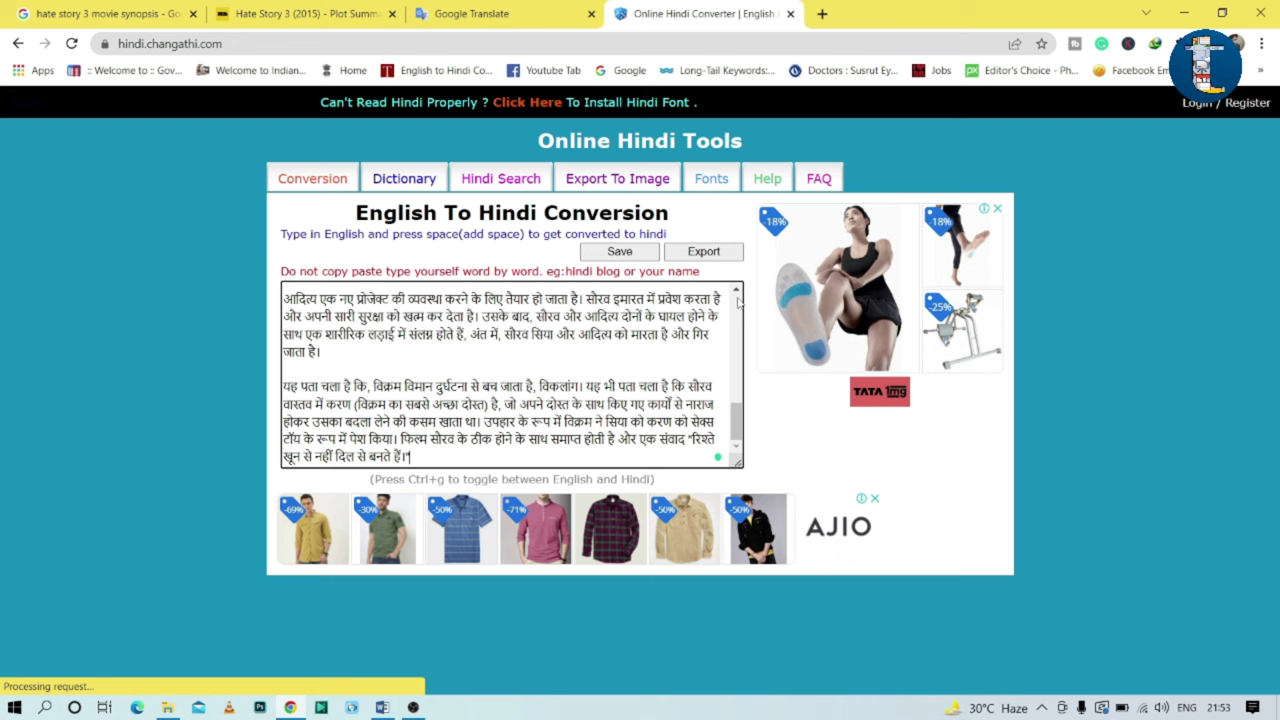 hate story 3 movie synopsis - Go
Hate Story 3 (2015) - Plot Summa
Google Translate
Online Hindi Converter | English
hindi.changathi.com
Apps
:: Welcome to :: Gov...
Welcome to Indian...
Home
English to Hindi Co...
Youtube Tab
Google
Long-Tail Keywords:...
Doctors : Susrut Ey...
Jobs
Editor's Choice - Ph...
Facebook Em
Can't Read Hindi Properly ? Click Here To Install Hindi Font .
Login / Register
Online Hindi Tools
Conversion
Dictionary
Hindi Search
Export To Image
Fonts
Help
FAQ
English To Hindi Conversion
Type in English and press space(add space) to get converted to hindi
Save
Export
Do not copy paste type yourself word by word. eg:hindi blog or your name
आदित्य एक नए प्रोजेक्ट की व्यवस्था करने के लिए तैयार हो जाता है। सौरव इमारत में प्रवेश करता है
और अपनी सारी सुरक्षा को खत्म कर देता है। उसके बाद, सौरव और आदित्य दोनों के घायल होने के
साथ एक शारीरिक लड़ाई में संलग्न होते हैं, अंत में, सौरव सिया और आदित्य को मारता है और गिर
जाता है।
यह पता चला है कि, विक्रम विमान दुर्घटना से बच जाता है, विकलांग। यह भी पता चला है कि सौरव
वास्तव में करण (विक्रम का सबसे अच्छा दोस्त) है, जो अपने दोस्त के साथ किए गए कार्यों से नाराज
होकर उसका बदला लेने की कसम खाता था। उपहार के रूप में विक्रम ने सिया को करण को सेक्स
टॉय के रूप में पेश किया। फिल्म सौरव के ठीक होने के साथ समाप्त होती है और एक संवाद "रिश्ते
खून से नहीं दिल से बनते हैं।"
(Press Ctrl+g to toggle between English and Hindi)
-18%
-18%
-25%
TATA 1mg
-69%
-30%
-50%
-71%
-50%
-50%
AJIO
Processing request...
30°C Haze
ENG
21:53